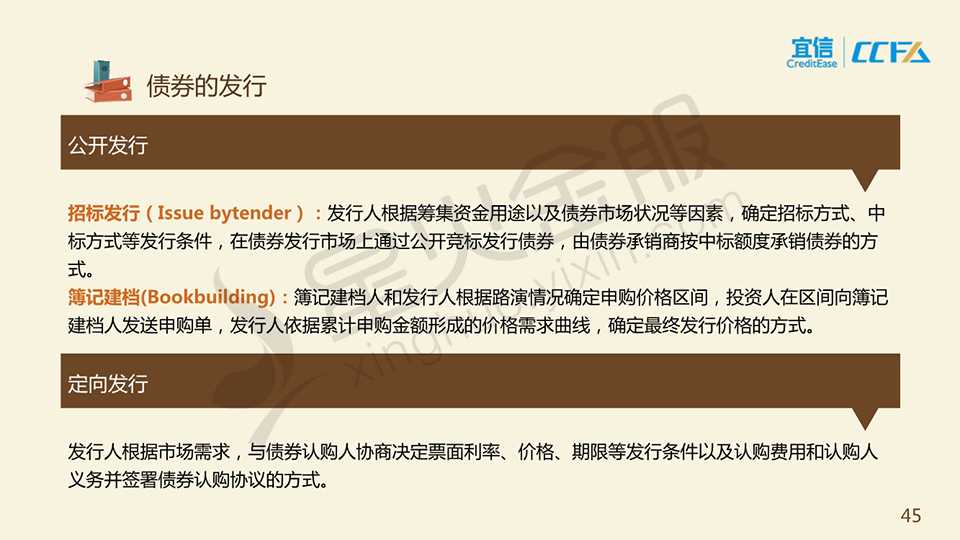 宜信
CreditEase
CCFA
债券的发行
公开发行
招标发行（Issue bytender）：发行人根据筹集资金用途以及债券市场状况等因素，确定招标方式、中
标方式等发行条件，在债券发行市场上通过公开竞标发行债券，由债券承销商按中标额度承销债券的方
式。
簿记建档(Bookbuilding)：簿记建档人和发行人根据路演情况确定申购价格区间，投资人在区间向簿记
建档人发送申购单，发行人依据累计申购金额形成的价格需求曲线，确定最终发行价格的方式。
定向发行
发行人根据市场需求，与债券认购人协商决定票面利率、价格、期限等发行条件以及认购费用和认购人
义务并签署债券认购协议的方式。
星火金服
xinghuo.yixin.com
45